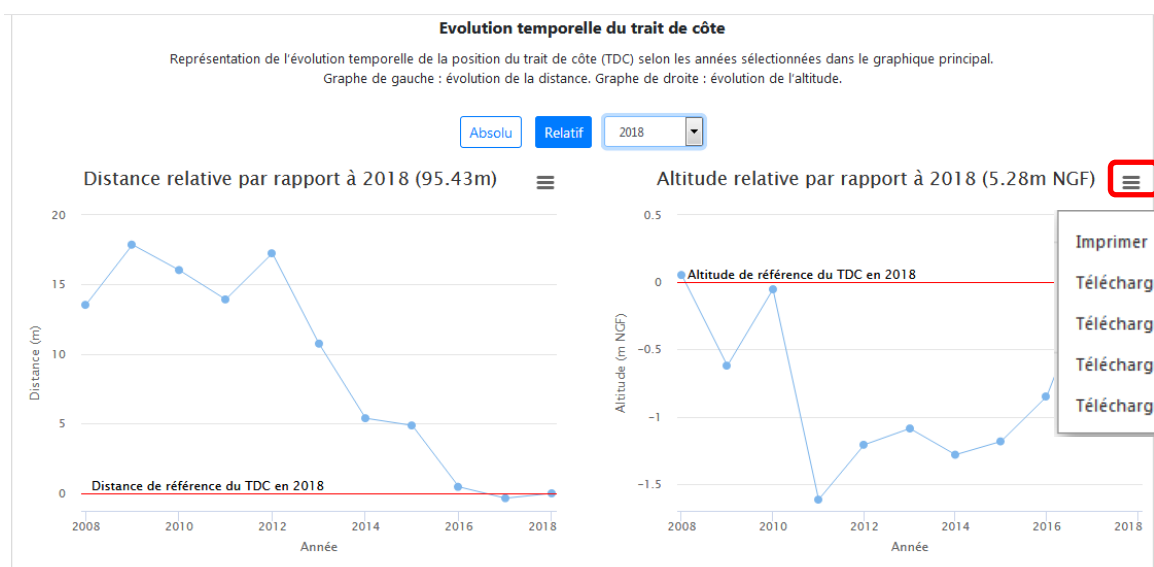 Evolution temporelle du trait de côte
Représentation de l'évolution temporelle de la position du trait de côte (TDC) selon les années sélectionnées dans le graphique principal.
Graphe de gauche : évolution de la distance. Graphe de droite : évolution de l'altitude.
Absolu
Relatif
2018
Distance relative par rapport à 2018 (95.43m)
20
15
10
5
0
Distance (m)
Distance de référence du TDC en 2018
2008
2010
2012
2014
2016
2018
Année
Altitude relative par rapport à 2018 (5.28m NGF)
0.5
0
−0.5
−1
−1.5
Altitude (m NGF)
Altitude de référence du TDC en 2018
2008
2010
2012
2014
2016
2018
Année
Imprimer
Télécharg
Télécharg
Télécharg
Télécharg